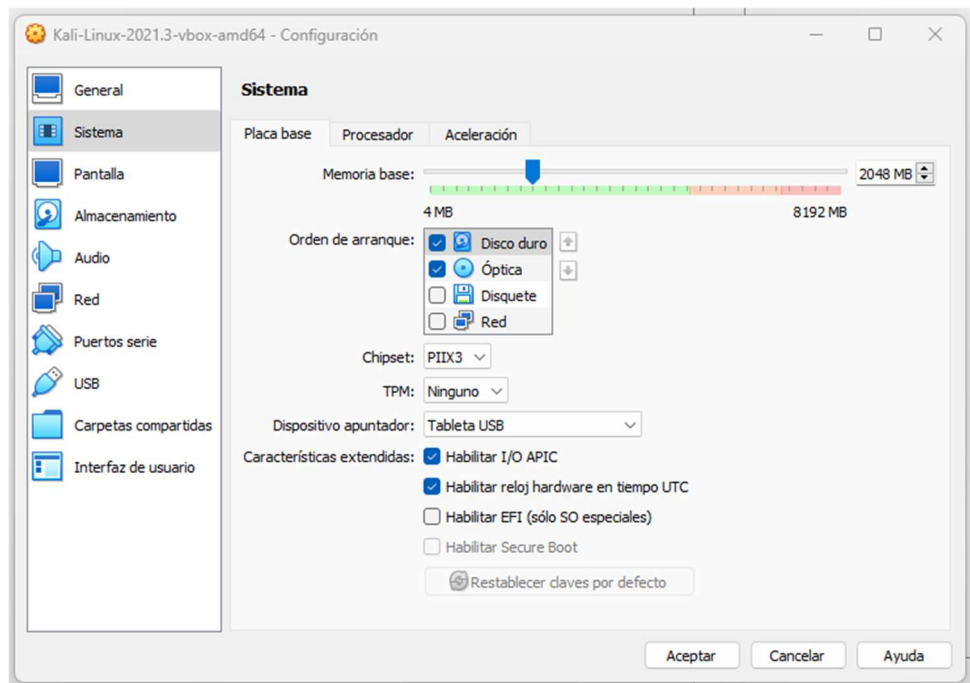 Kali-Linux-2021.3-vbox-amd64 - Configuración
General
Sistema
Pantalla
Almacenamiento
Audio
Red
Puertos serie
USB
Carpetas compartidas
Interfaz de usuario
Sistema
Placa base Procesador Aceleración
Memoria base: 2048 MB
4 MB 8192 MB
Orden de arranque: Disco duro
Óptica
Disquete
Red
Chipset: PIIX3
TPM: Ninguno
Dispositivo apuntador: Tableta USB
Características extendidas: Habilitar I/O APIC
Habilitar reloj hardware en tiempo UTC
Habilitar EFI (sólo SO especiales)
Habilitar Secure Boot
Restablecer claves por defecto
Aceptar Cancelar Ayuda